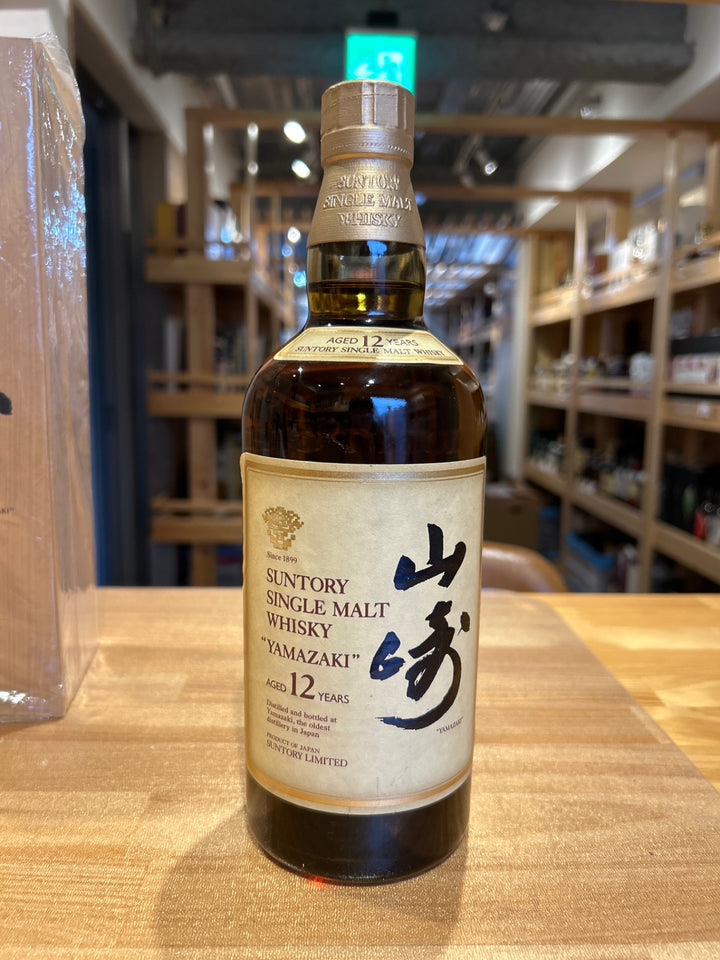 SUNTORY
SINGLE MALT
WHISKY
AGED 12 YEARS
SUNTORY SINGLE MALT WHISKY
Since 1899
SUNTORY
SINGLE MALT
WHISKY
"YAMAZAKI"
AGED 12 YEARS
Distilled and bottled at
Yamazaki, the oldest
distillery in Japan
PRODUCT OF JAPAN
SUNTORY LIMITED
山崎
"YAMAZAKI"